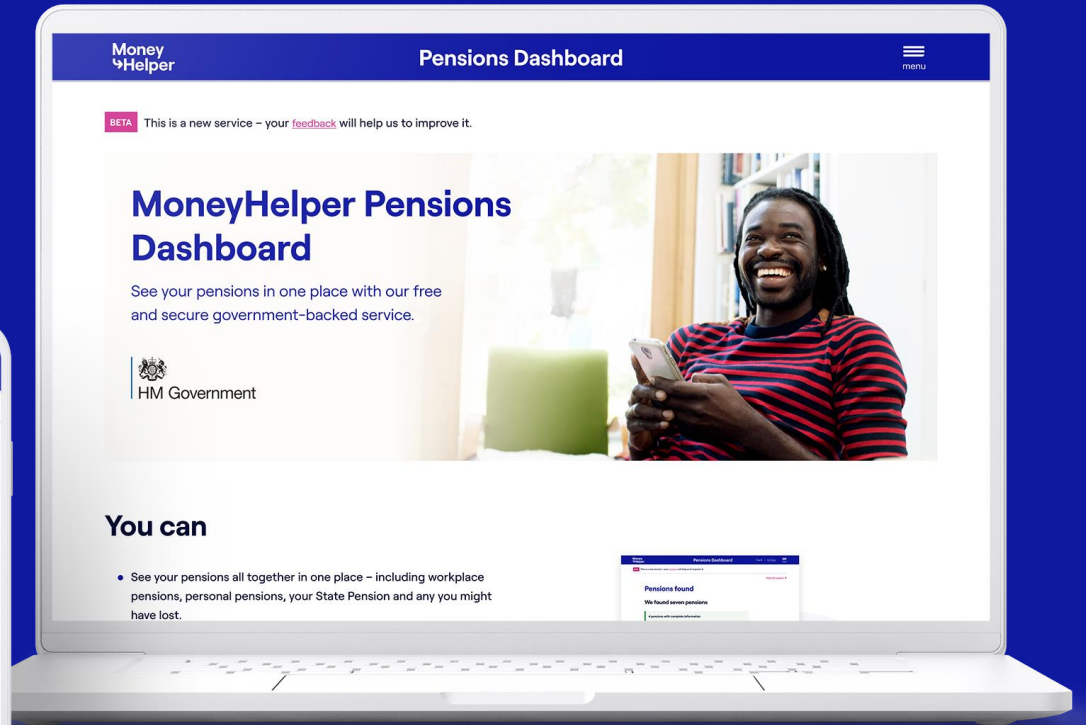 Money
Helper
Pensions Dashboard
menu
BETA This is a new service – your feedback will help us to improve it.
MoneyHelper Pensions
Dashboard
See your pensions in one place with our free
and secure government-backed service.
HM Government
You can
• See your pensions all together in one place – including workplace
pensions, personal pensions, your State Pension and any you might
have lost.
Pensions Dashboard
Pensions found
We found seven pensions